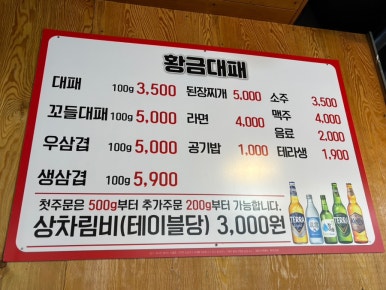 황금대패
대패 100g 3,500 된장찌개 5,000 소주 3,500
꼬들대패 100g 5,000 라면 4,000 맥주 4,000
우삼겹 100g 5,000 공기밥 1,000 음료 2,000
생삼겹 100g 5,900 테라생 1,900
첫주문은 500g부터 추가주문 200g부터 가능합니다.
상차림비(테이블당) 3,000원
TERRA
TERRA